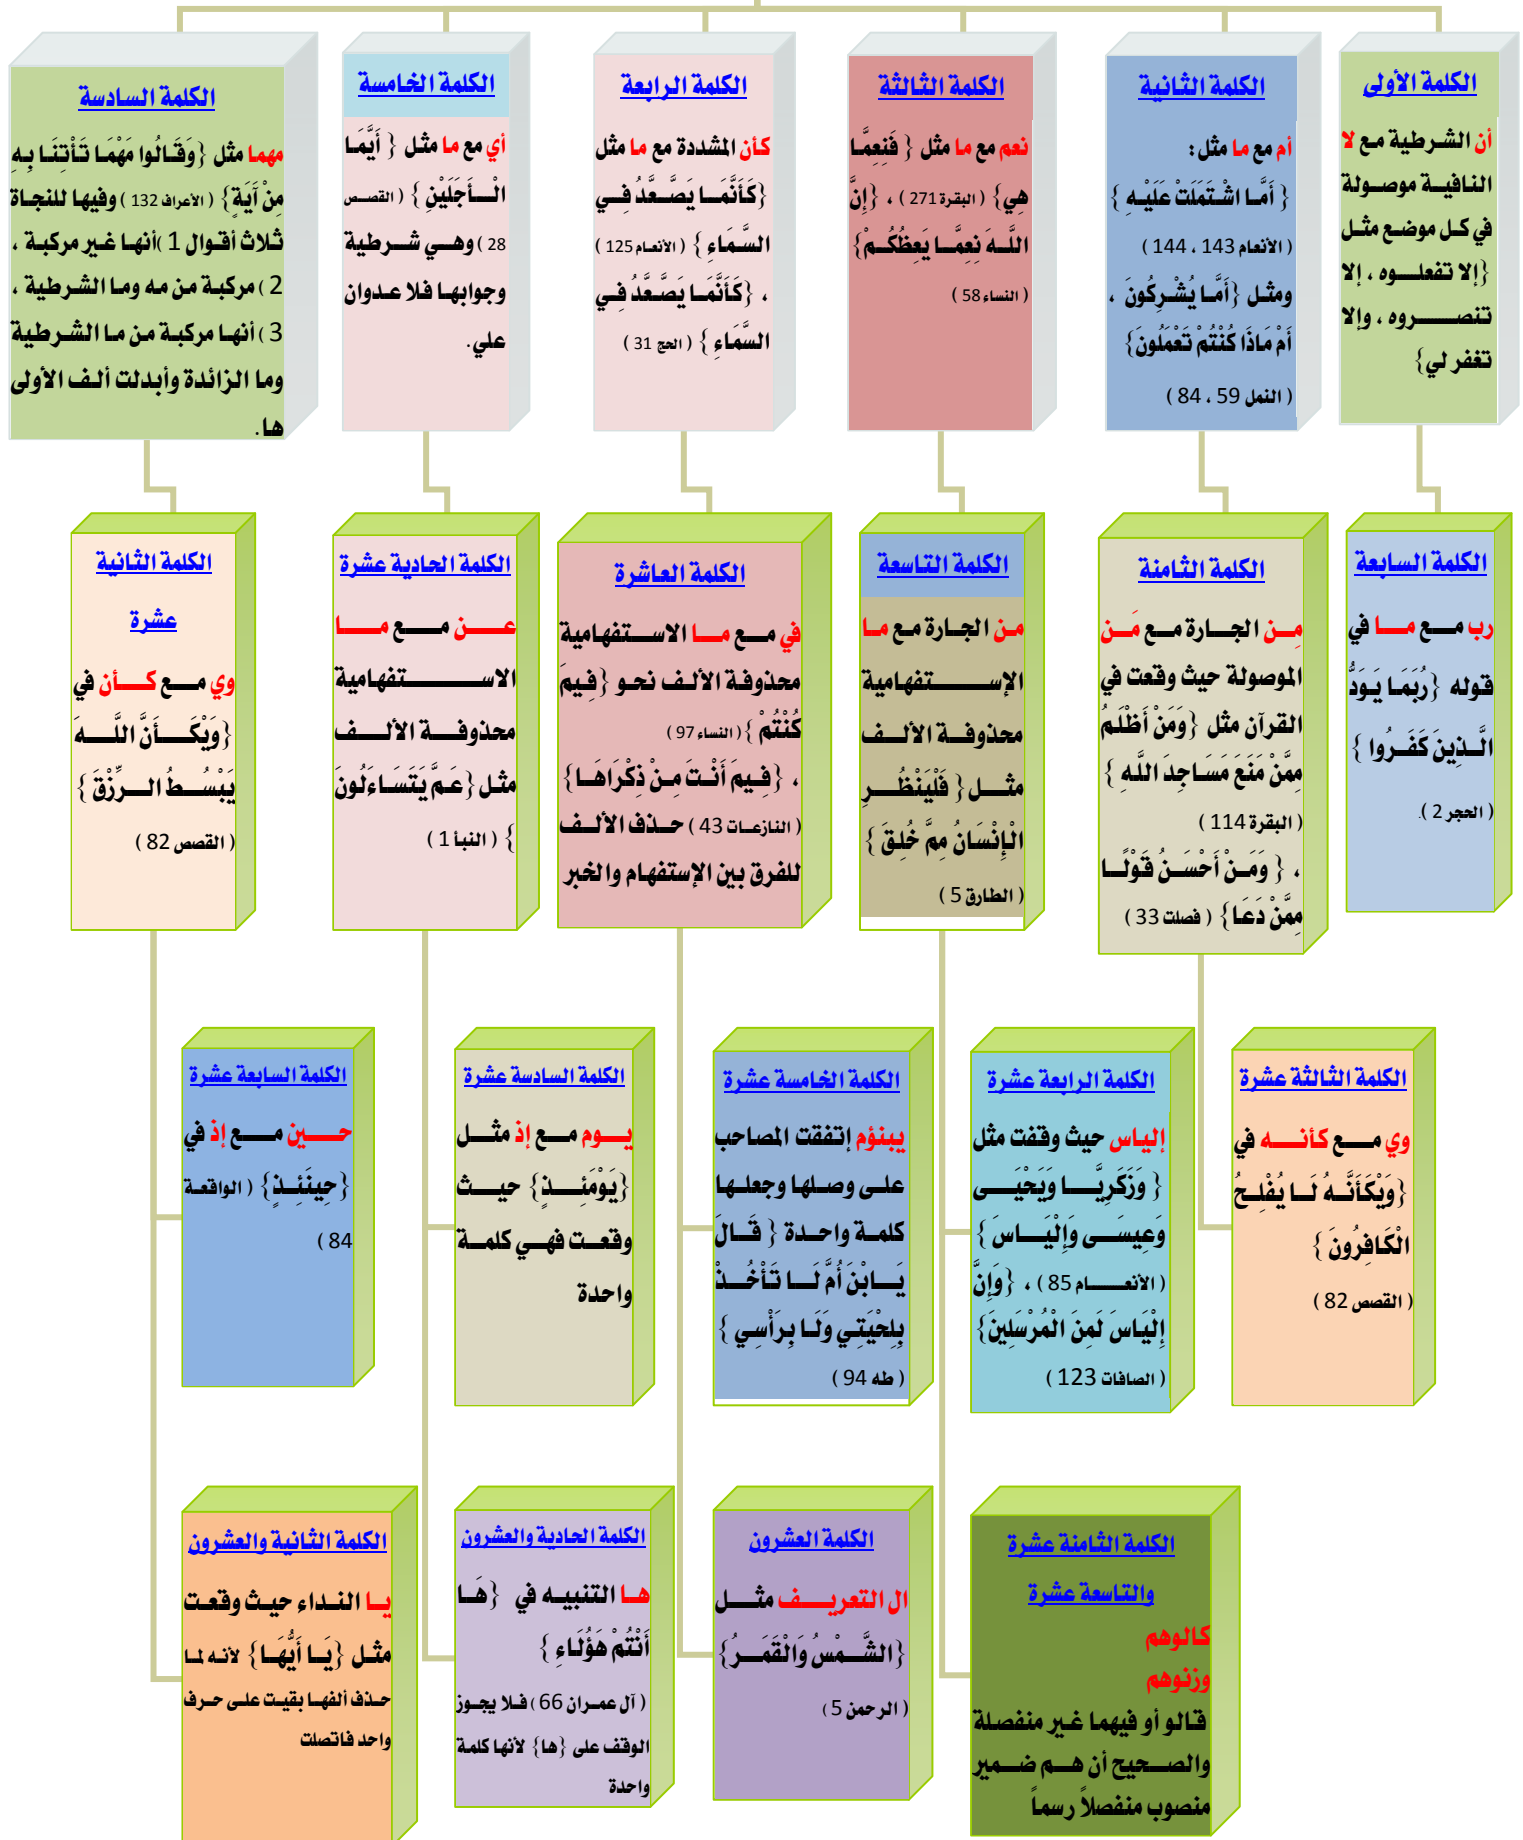 الكلمة الأولى
أن الشرطية مع لا
النافية موصولة
في كل موضع مثل
{إلا تفعلوه ، إلا
تنصروه ، وإلا
تغفر لي}
الكلمة الثانية
أم مع ما مثل :
{ أَمَّا اشْتَمَلَتْ عَلَيْهِ }
( الأنعام 143 ، 144 )
ومثل {أَمَّا يُشْرِكُونَ ،
أَمْ مَاذَا كُنْتُمْ تَعْمَلُونَ}
( النمل 59 ، 84 )
الكلمة الثالثة
نعم مع ما مثل { فَنِعِمَّا
هِي} ( البقرة 271 ) ، {إِنَّ
اللَّهَ نِعِمَّا يَعِظُكُمْ}
( النساء 58 )
الكلمة الرابعة
كأن المشددة مع ما مثل
{كَأَنَّمَا يَصَّعَّدُ فِي
السَّمَاءِ } ( الأنعام 125 )
، {كَأَنَّمَا يَصَّعَّدُ فِي
السَّمَاءِ } ( الحج 31 )
الكلمة الخامسة
أي مع ما مثل { أَيَّمَا
الْأَجَلَيْنِ } ( القصص
28 ) وهي شرطية
وجوابها فلا عدوان
علي.
الكلمة السادسة
مهما مثل {وَقَالُوا مَهْمَا تَأْتِنَا بِهِ
مِنْ آَيَةٍ} ( الأعراف 132 ) وفيها للنجاة
ثلاث أقوال 1 )أنها غير مركبة ،
2 ) مركبة من مه وما الشرطية ،
3 ) أنها مركبة من ما الشرطية
وما الزائدة وأبدلت ألف الأولى
ها.
الكلمة السابعة
رب مع ما في
قوله {رُبَمَا يَوَدُّ
الَّذِينَ كَفَرُوا }
( الحجر 2 ).
الكلمة الثامنة
مِن الجارة مع مَن
الموصولة حيث وقعت في
القرآن مثل {وَمَنْ أَظْلَمُ
مِمَّنْ مَنَعَ مَسَاجِدَ اللَّهِ }
( البقرة 114 )
، { وَمَنْ أَحْسَنُ قَوْلًا
مِمَّنْ دَعَا} ( فصلت 33 )
الكلمة التاسعة
من الجارة مع ما
الإستفهامية
محذوفة الألف
مثل { فَلْيَنْظُرِ
الْإِنْسَانُ مِمَّ خُلِقَ }
( الطارق 5 )
الكلمة العاشرة
في مع ما الاستفهامية
محذوفة الألف نحو {فِيمَ
كُنْتُمْ } ( النساء 97 )
، {فِيمَ أَنْتَ مِنْ ذِكْرَاهَا}
( النازعات 43 ) حذف الألف
للفرق بين الإستفهام والخبر
الكلمة الحادية عشرة
عن مع ما
الاستفهامية
محذوفة الألف
مثل {عَمَّ يَتَسَاءَلُونَ
} ( النبأ 1 )
الكلمة الثانية
عشرة
وي مع كأن في
{وَيْكَأَنَّ اللَّهَ
يَبْسُطُ الرِّزْقَ }
( القصص 82 )
الكلمة الثالثة عشرة
وي مع كأنه في
{وَيْكَأَنَّهُ لَا يُفْلِحُ
الْكَافِرُونَ }
( القصص 82 )
الكلمة الرابعة عشرة
إلياس حيث وقفت مثل
{ وَزَكَرِيَّا وَيَحْيَى
وَعِيسَى وَإِلْيَاسَ }
( الأنعام 85 ) ، {وَإِنَّ
إِلْيَاسَ لَمِنَ الْمُرْسَلِينَ}
( الصافات 123 )
الكلمة الخامسة عشرة
يبنؤم إتفقت المصاحب
على وصلها وجعلها
كلمة واحدة { قَالَ
يَابْنَ أُمَّ لَا تَأْخُذْ
بِلِحْيَتِي وَلَا بِرَأْسِي }
( طه 94 )
الكلمة السادسة عشرة
يوم مع إذ مثل
{يَوْمَئِذٍ} حيث
وقعت فهي كلمة
واحدة
الكلمة السابعة عشرة
حين مع إذ في
{حِينَئِذٍ} ( الواقعة
84 )
الكلمة الثامنة عشرة
والتاسعة عشرة
كالوهم
وزنوهم
قالو أو فيهما غير منفصلة
والصحيح أن هم ضمير
منصوب منفصلاً رسماً
الكلمة العشرون
ال التعريف مثل
{الشَّمْسُ وَالْقَمَرُ}
( الرحمن 5 )
الكلمة الحادية والعشرون
ها التنبيه في {هَا
أَنْتُمْ هَؤُلَاءِ }
( آل عمران 66 ) فلا يجوز
الوقف على {ها} لأنها كلمة
واحدة
الكلمة الثانية والعشرون
يا النداء حيث وقعت
مثل {يَا أَيُّهَا} لأنه لما
حذف ألفها بقيت على حرف
واحد فاتصلت